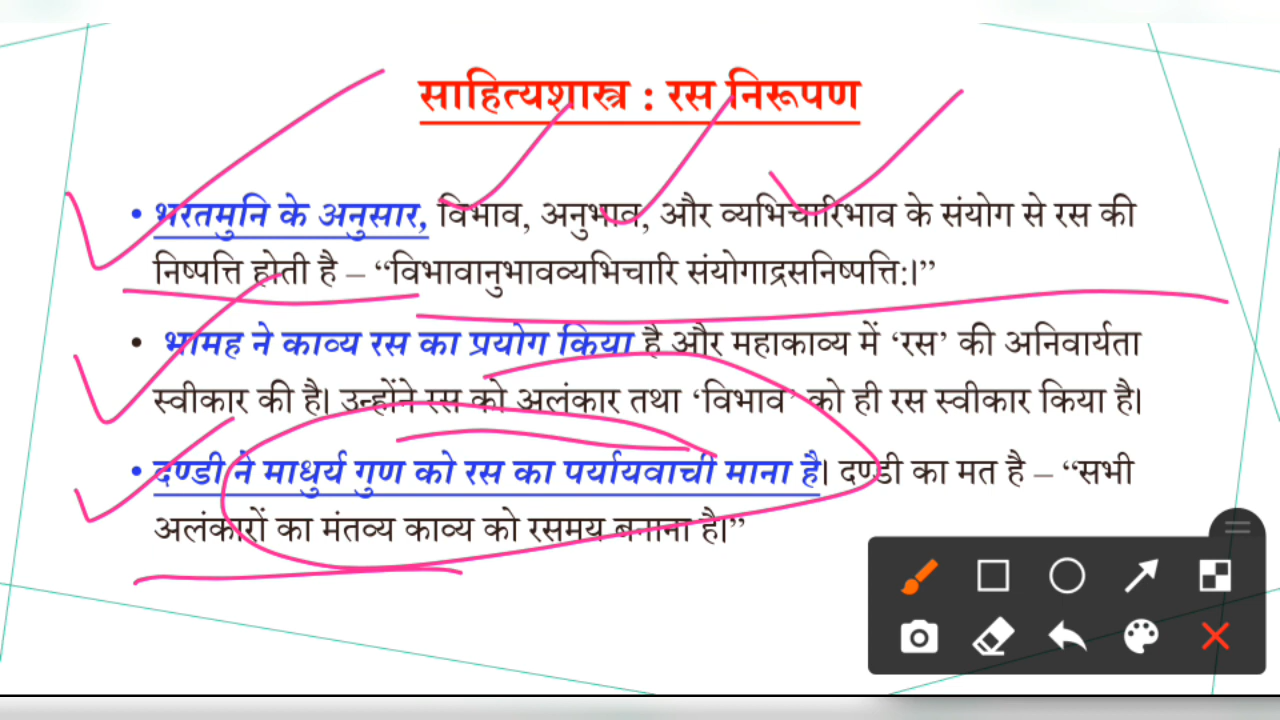 साहित्यशास्त्र : रस निरूपण
• भरतमुनि के अनुसार, विभाव, अनुभाव, और व्यभिचारिभाव के संयोग से रस की
निष्पत्ति होती है – “विभावानुभावव्यभिचारि संयोगाद्रसनिष्पत्ति:।”
• भामह ने काव्य रस का प्रयोग किया है और महाकाव्य में ‘रस’ की अनिवार्यता
स्वीकार की है। उन्होंने रस को अलंकार तथा ‘विभाव’ को ही रस स्वीकार किया है।
• दण्डी ने माधुर्य गुण को रस का पर्यायवाची माना है। दण्डी का मत है – “सभी
अलंकारों का मंतव्य काव्य को रसमय बनाना है।”